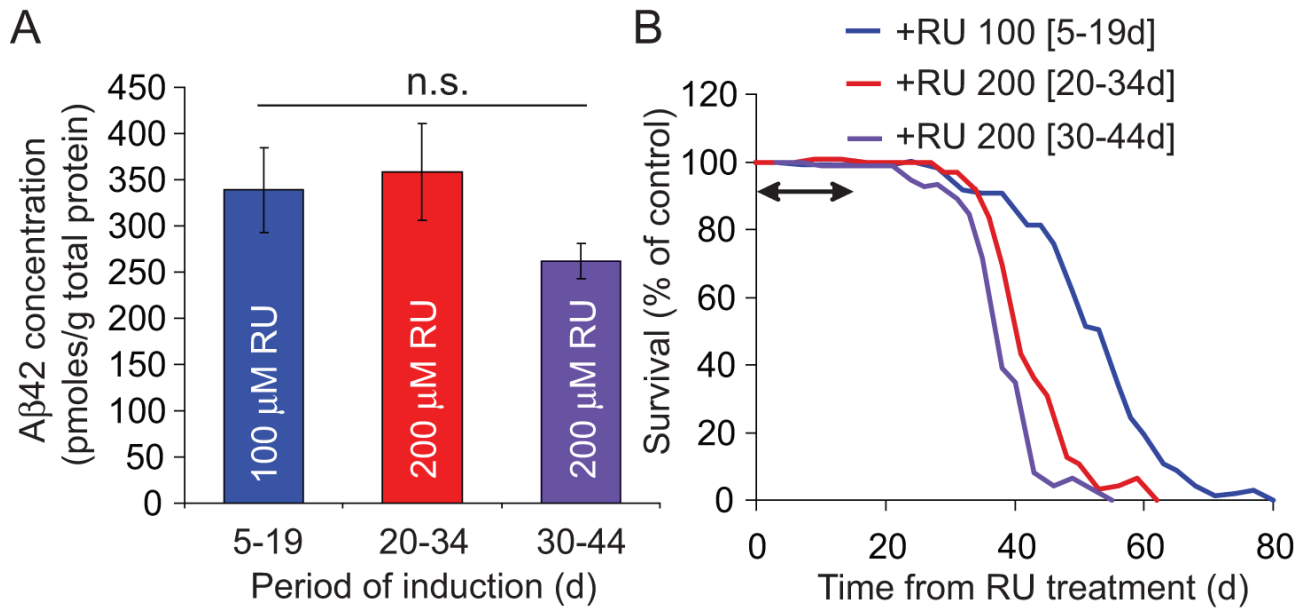 A
Aβ42 concentration
(pmoles/g total protein)
450
400
350
300
250
200
150
100
50
0
n.s.
100 µM RU
200 µM RU
200 µM RU
5-19
20-34
30-44
Period of induction (d)
B
+RU 100 [5-19d]
+RU 200 [20-34d]
+RU 200 [30-44d]
Survival (% of control)
120
100
80
60
40
20
0
0
20
40
60
80
Time from RU treatment (d)